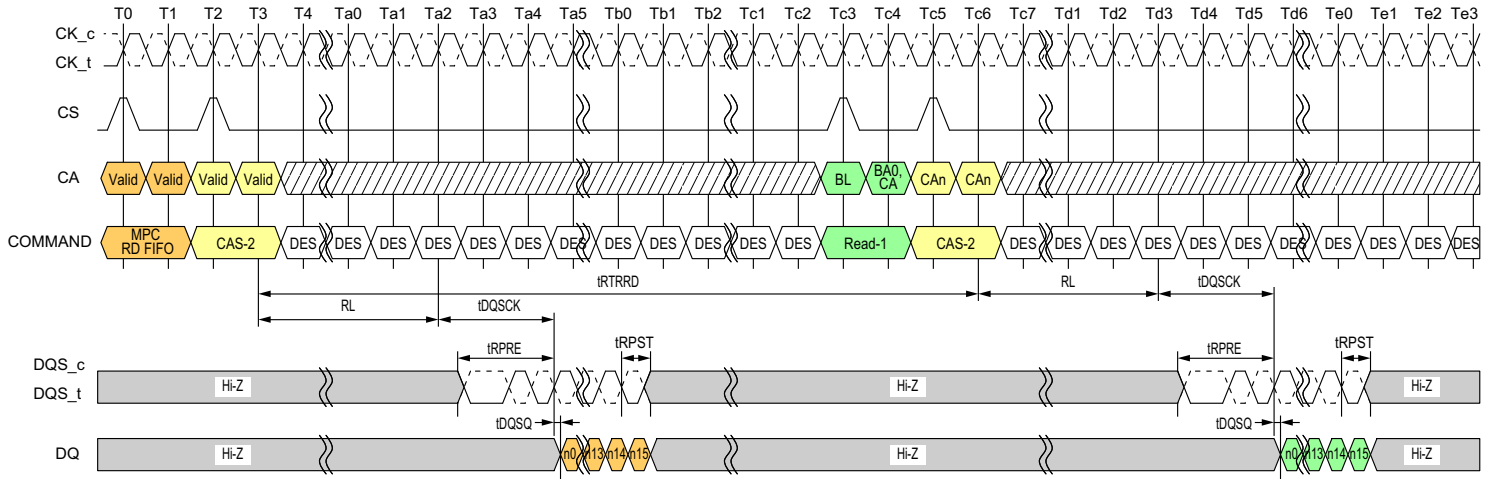 T0 T1 T2 T3 T4 Ta0 Ta1 Ta2 Ta3 Ta4 Ta5 Tb0 Tb1 Tb2 Tc1 Tc2 Tc3 Tc4 Tc5 Tc6 Tc7 Td1 Td2 Td3 Td4 Td5 Td6 Te0 Te1 Te2 Te3
CK_c
CK_t
CS
CA Valid Valid Valid Valid BL BA0, CA CAn CAn
COMMAND MPC RD FIFO CAS-2 DES DES DES DES DES DES DES DES DES DES DES DES Read-1 CAS-2 DES DES DES DES DES DES DES DES DES DES DES
tRTRRD
RL tDQSCK RL tDQSCK
tRPRE tRPST tRPRE tRPST
DQS_c
DQS_t Hi-Z Hi-Z Hi-Z
tDQSQ tDQSQ
DQ Hi-Z n0 n13 n14 n15 Hi-Z n0 n13 n14 n15 Hi-Z